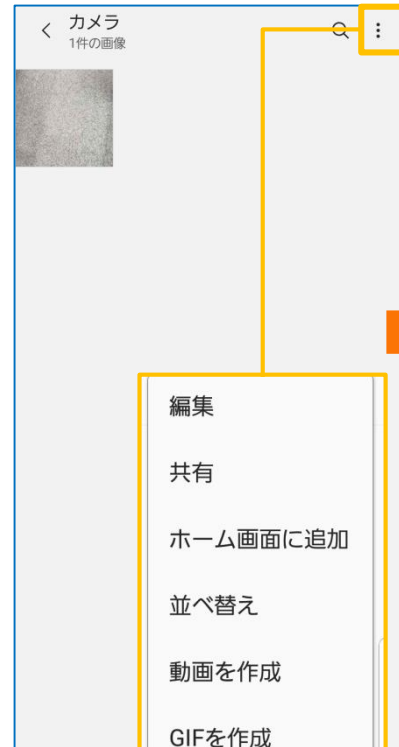 カメラ
1件の画像
編集
共有
ホーム画面に追加
並べ替え
動画を作成
GIFを作成